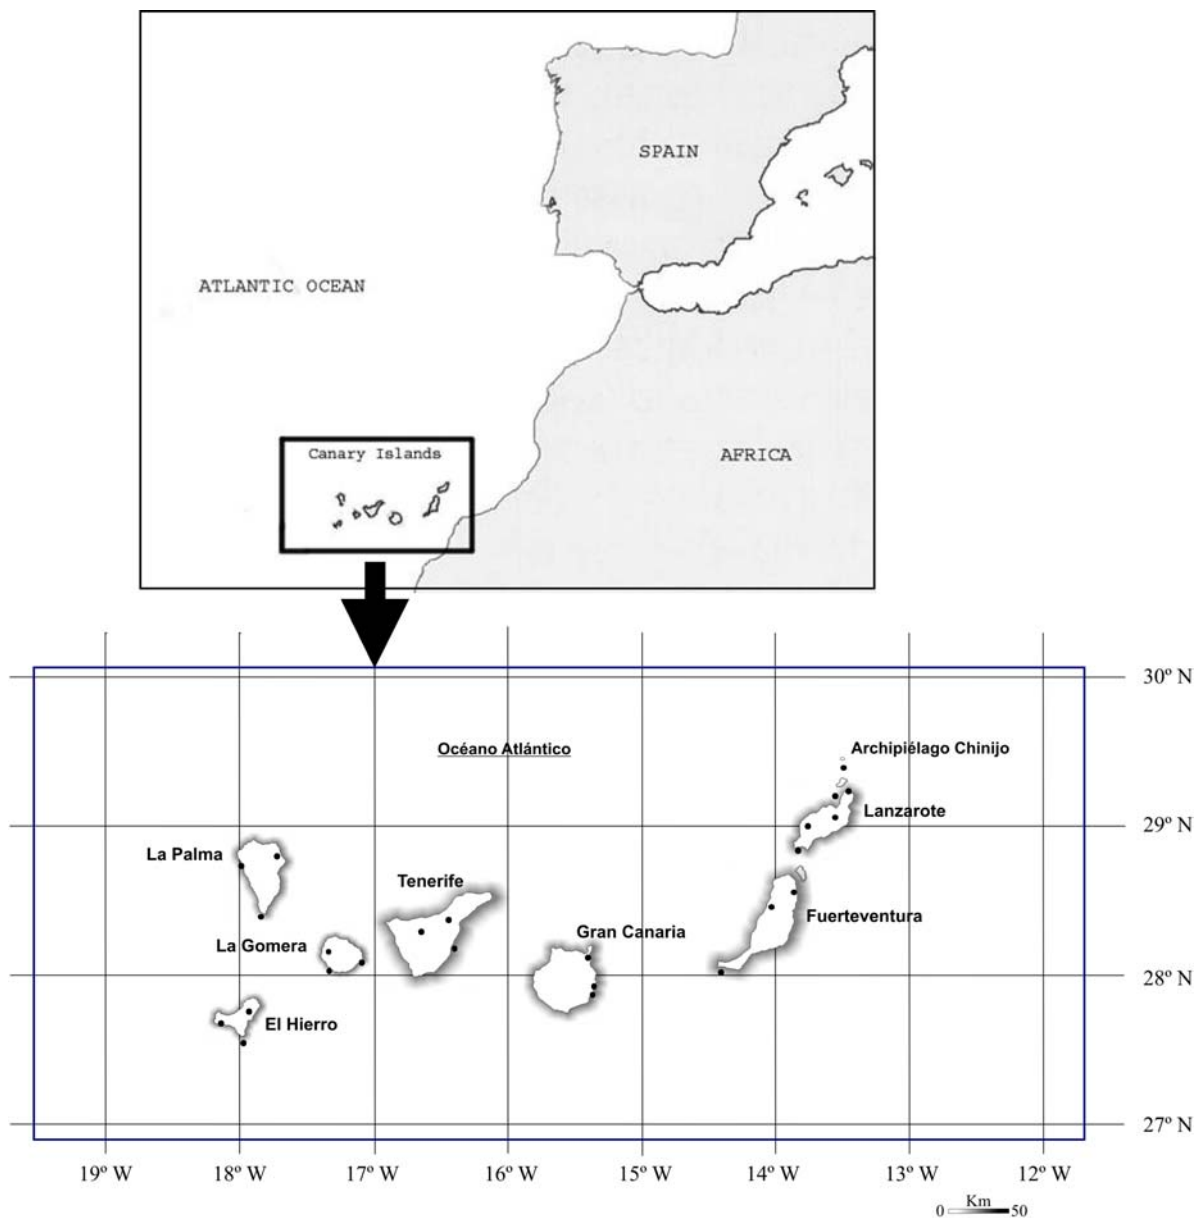 SPAIN
ATLANTIC OCEAN
Canary Islands
AFRICA
30º N
Océano Atlántico
Archipiélago Chinijo
Lanzarote
29º N
La Palma
Tenerife
Fuerteventura
Gran Canaria
La Gomera
28º N
El Hierro
27º N
19º W 18º W 17º W 16º W 15º W 14º W 13º W 12º W
Km
0 50